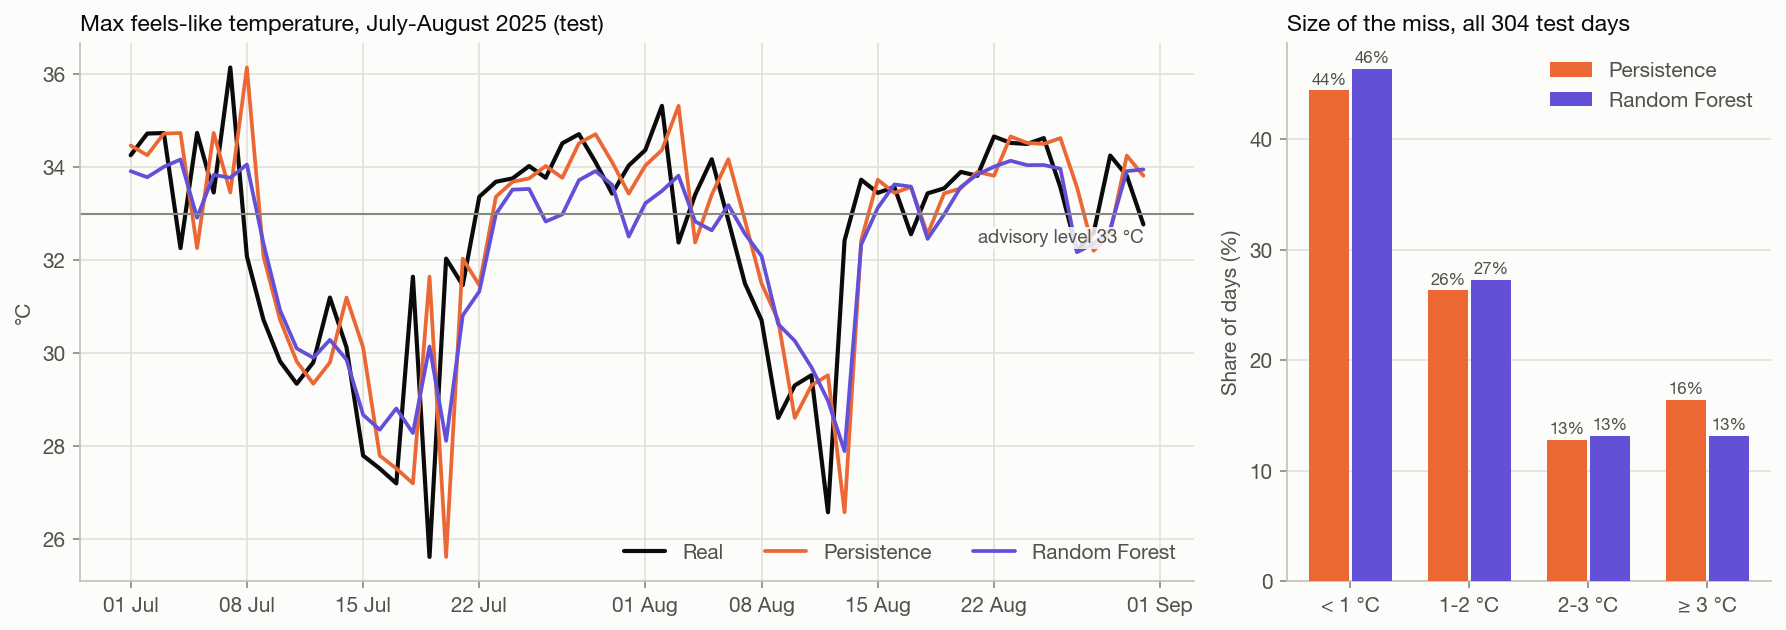 Max feels-like temperature, July-August 2025 (test)
°C
36
34
32
30
28
26
advisory level 33 °C
Real
Persistence
Random Forest
01 Jul
08 Jul
15 Jul
22 Jul
01 Aug
08 Aug
15 Aug
22 Aug
01 Sep
Size of the miss, all 304 test days
Share of days (%)
40
30
20
10
0
Persistence
Random Forest
44%
46%
26%
27%
13%
13%
16%
13%
< 1 °C
1-2 °C
2-3 °C
≥ 3 °C